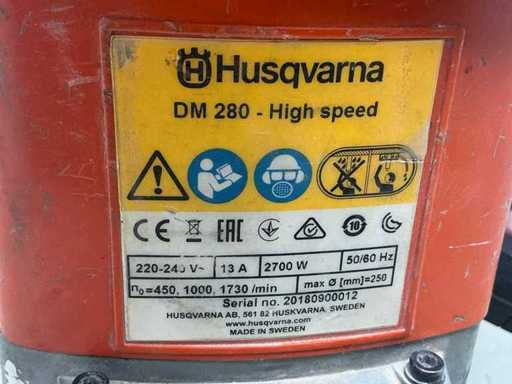 Husqvarna
DM 280 - High speed
CE EAC 10
220-240 V~ 13 A 2700 W 50/60 Hz
n₀=450, 1000, 1730 /min max Ø [mm]=250
Serial no. 20180900012
HUSQVARNA AB, 561 82 HUSKVARNA, SWEDEN
www.husqvarna.com
MADE IN SWEDEN